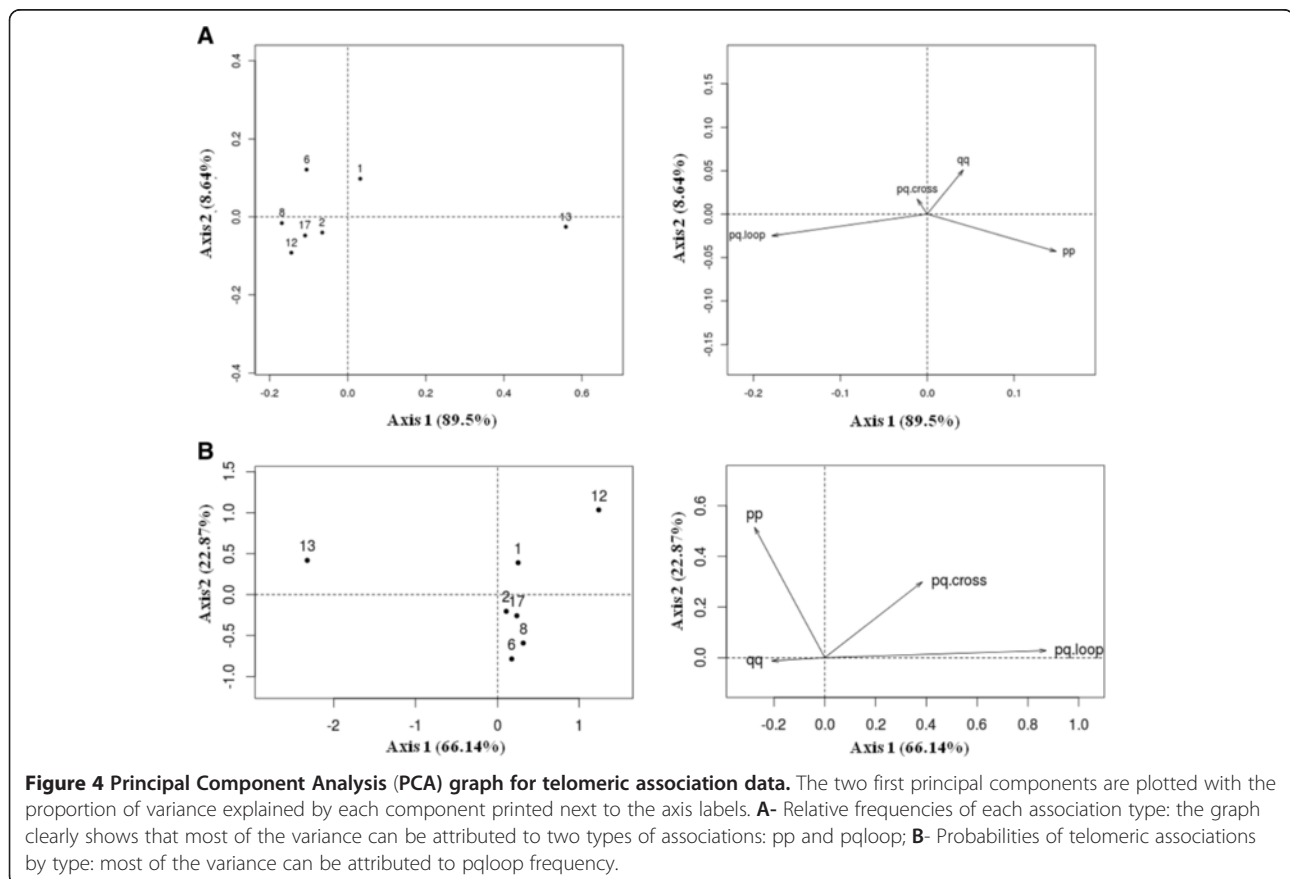 A
Axis 2 (8.64%)
0.4
0.2
0.0
-0.2
-0.4
6
1
8
17
2
12
13
-0.2
0.0
0.2
0.4
0.6
Axis 1 (89.5%)
Axis 2 (8.64%)
0.15
0.10
0.05
0.00
-0.05
-0.10
-0.15
qq
pq.cross
pq.loop
pp
-0.2
-0.1
0.0
0.1
Axis 1 (89.5%)
B
Axis 2 (22.87%)
1.5
1.0
0.5
0.0
-0.5
-1.0
12
13
1
2
17
8
6
-2
-1
0
1
Axis 1 (66.14%)
Axis 2 (22.87%)
0.6
0.4
0.2
0.0
pp
pq.cross
pq.loop
qq
-0.2
0.0
0.2
0.4
0.6
0.8
1.0
Axis 1 (66.14%)
Figure 4 Principal Component Analysis (PCA) graph for telomeric association data. The two first principal components are plotted with the
proportion of variance explained by each component printed next to the axis labels. A- Relative frequencies of each association type: the graph
clearly shows that most of the variance can be attributed to two types of associations: pp and pqloop; B- Probabilities of telomeric associations
by type: most of the variance can be attributed to pqloop frequency.